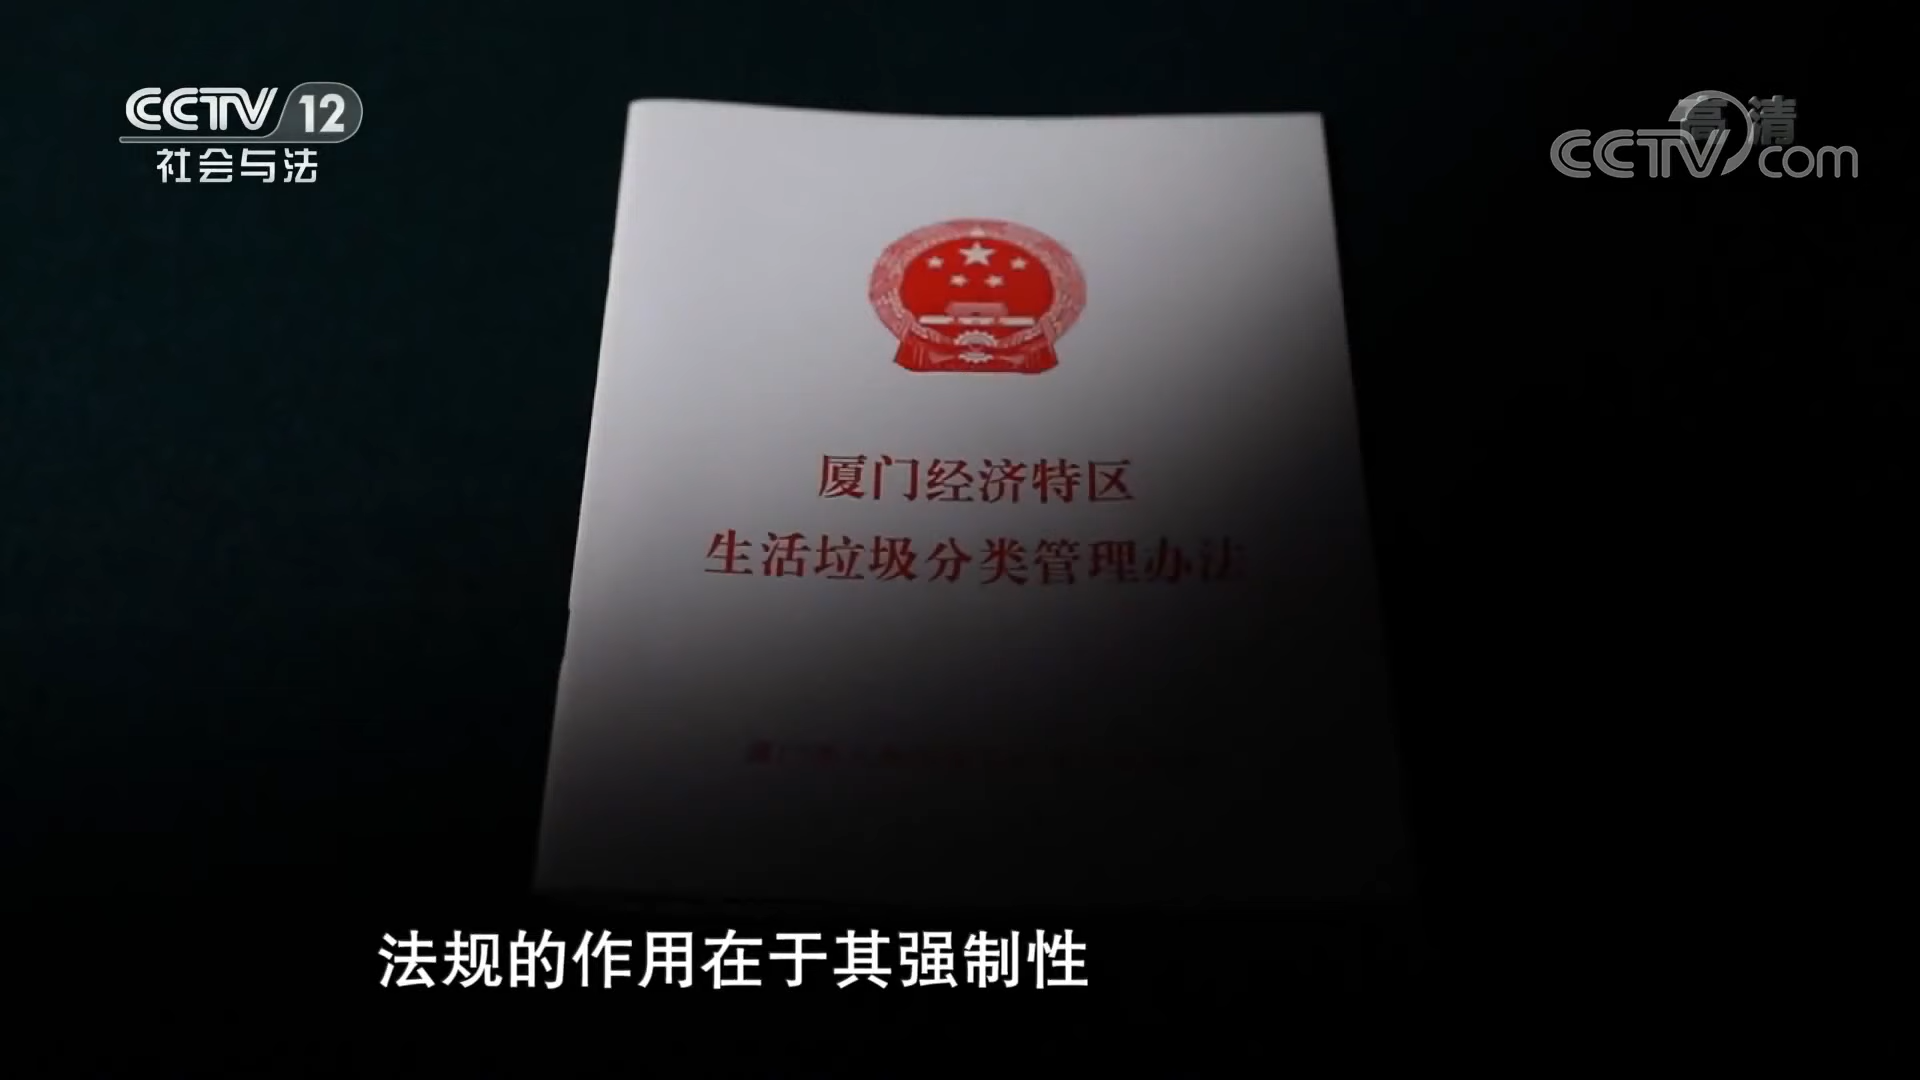 CCTV 12
社会与法
高清
CCTV.com
厦门经济特区
生活垃圾分类管理办法
法规的作用在于其强制性